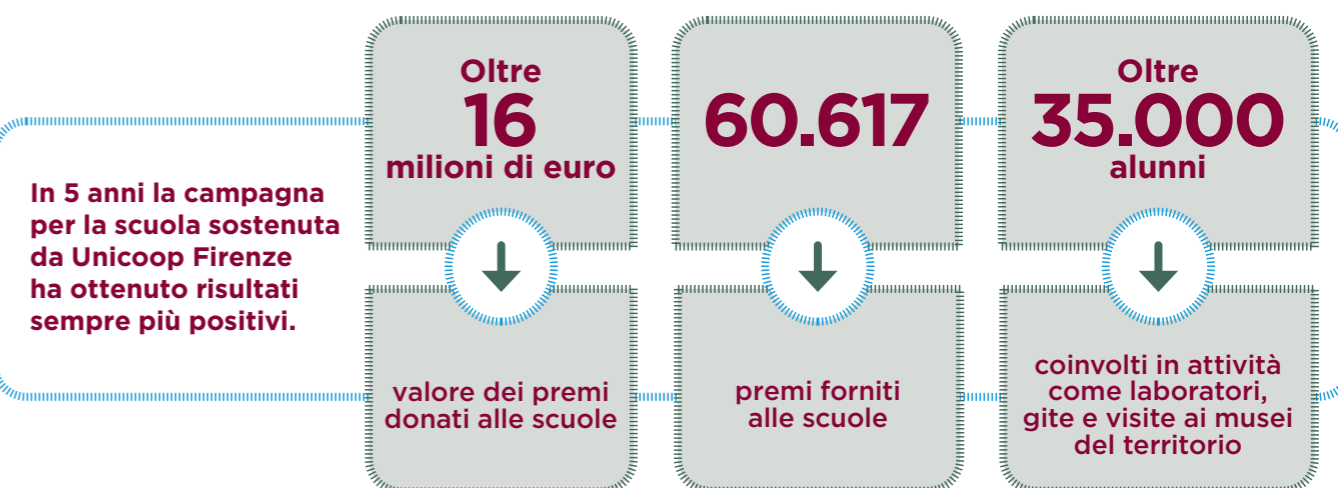 In 5 anni la campagna
per la scuola sostenuta
da Unicoop Firenze
ha ottenuto risultati
sempre più positivi.
Oltre
16
milioni di euro
valore dei premi
donati alle scuole
60.617
premi forniti
alle scuole
Oltre
35.000
alunni
coinvolti in attività
come laboratori,
gite e visite ai musei
del territorio